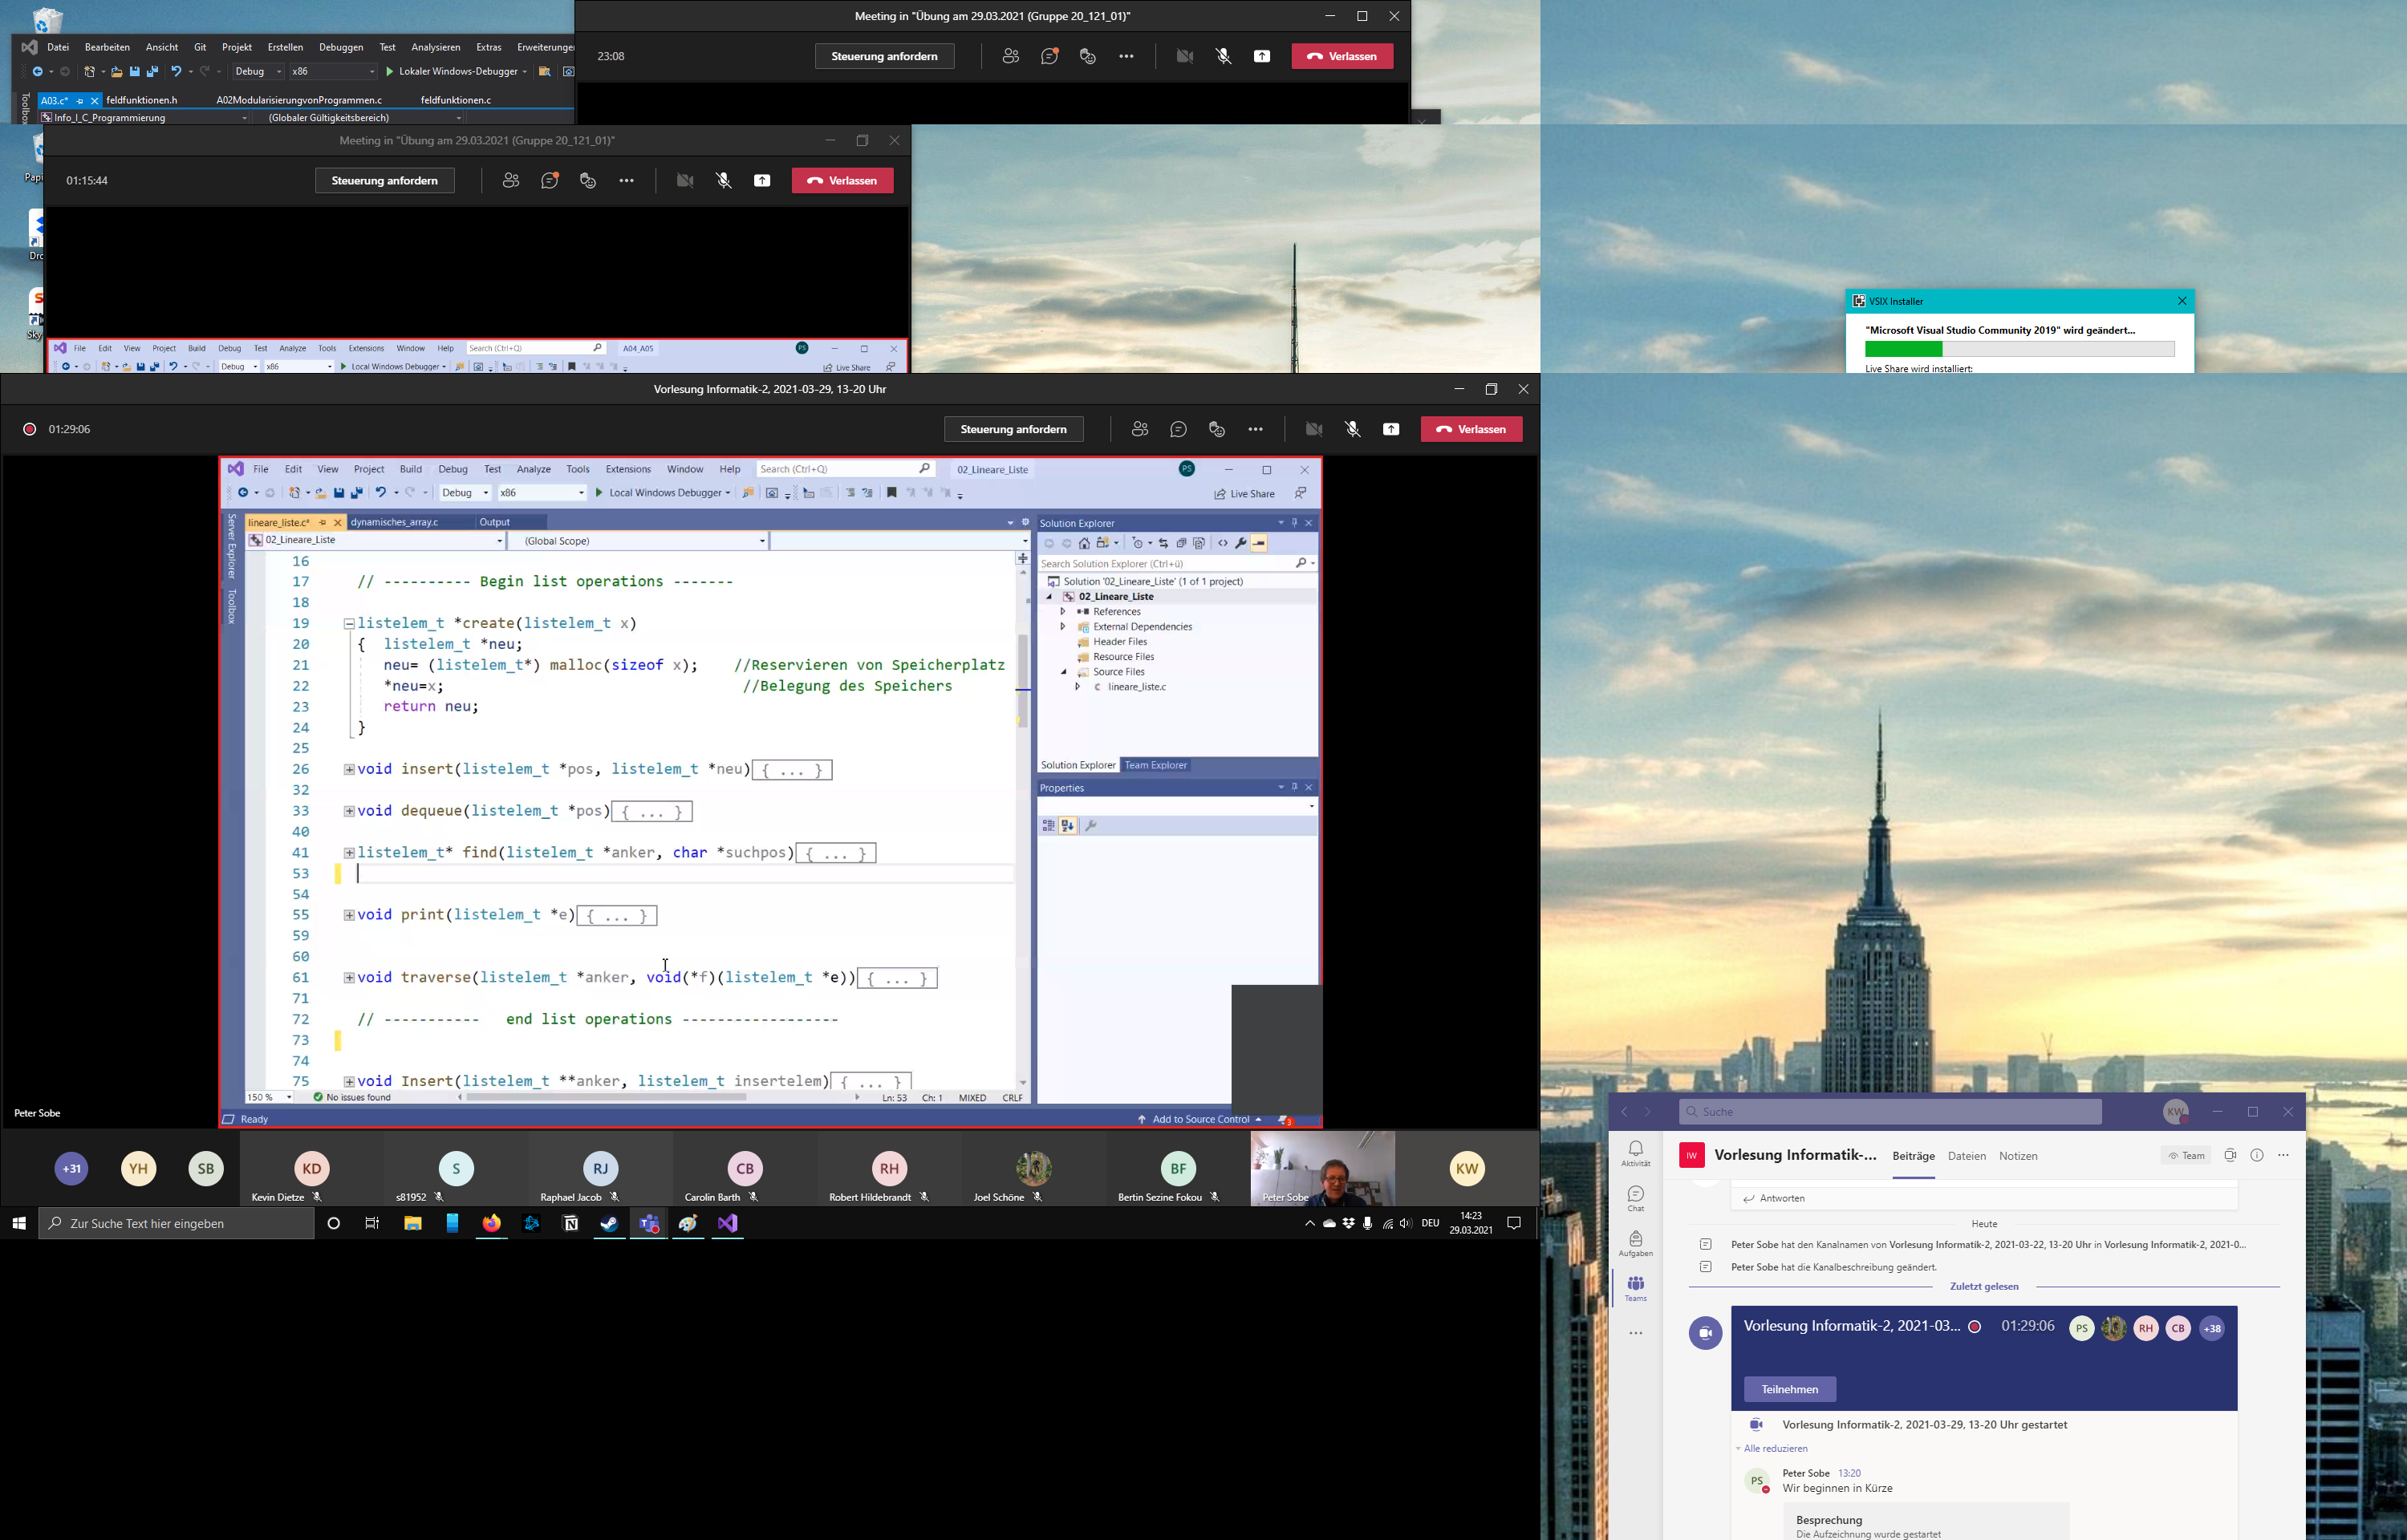 Meeting in "Übung am 29.03.2021 (Gruppe 20_121_01)"
Datei Bearbeiten Ansicht Git Projekt Erstellen Debuggen Test Analysieren Extras Erweiterungen
23:08 Steuerung anfordern Verlassen
Debug x86 Lokaler Windows-Debugger
Toolbox
A03.c* feldfunktionen.h A02ModularisierungvonProgrammen.c feldfunktionen.c
Info_I_C_Programmierung (Globaler Gültigkeitsbereich)
Meeting in "Übung am 29.03.2021 (Gruppe 20_121_01)"
01:15:44 Steuerung anfordern Verlassen
VSIX Installer
"Microsoft Visual Studio Community 2019" wird geändert...
Live Share wird installiert:
File Edit View Project Build Debug Test Analyze Tools Extensions Window Help Search (Ctrl+Q) A04_A05 PS
Debug x86 Local Windows Debugger Live Share
Vorlesung Informatik-2, 2021-03-29, 13-20 Uhr
01:29:06 Steuerung anfordern Verlassen
File Edit View Project Build Debug Test Analyze Tools Extensions Window Help Search (Ctrl+Q) 02_Lineare_Liste PS
Debug x86 Local Windows Debugger Live Share
Server Explorer
Toolbox
lineare_liste.c* dynamisches_array.c Output
02_Lineare_Liste (Global Scope)
16
17 // ---------- Begin list operations -------
18
19 listelem_t *create(listelem_t x)
20 { listelem_t *neu;
21 neu= (listelem_t*) malloc(sizeof x); //Reservieren von Speicherplatz
22 *neu=x; //Belegung des Speichers
23 return neu;
24 }
25
26 void insert(listelem_t *pos, listelem_t *neu){ ... }
32
33 void dequeue(listelem_t *pos){ ... }
40
41 listelem_t* find(listelem_t *anker, char *suchpos){ ... }
53
54
55 void print(listelem_t *e){ ... }
59
60
61 void traverse(listelem_t *anker, void(*f)(listelem_t *e)){ ... }
71
72 // ----------- end list operations ------------------
73
74
75 void Insert(listelem_t **anker, listelem_t insertelem){ ... }
150 % No issues found Ln: 53 Ch: 1 MIXED CRLF
Ready Add to Source Control 3
Solution Explorer
Search Solution Explorer (Ctrl+ü)
Solution '02_Lineare_Liste' (1 of 1 project)
02_Lineare_Liste
References
External Dependencies
Header Files
Resource Files
Source Files
lineare_liste.c
Solution Explorer Team Explorer
Properties
Peter Sobe
+31 YH SB KD S RJ CB RH BF KW
Kevin Dietze s81952 Raphael Jacob Carolin Barth Robert Hildebrandt Joel Schöne Bertin Sezine Fokou Peter Sobe
Zur Suche Text hier eingeben DEU 14:23
29.03.2021
Suche KW
Aktivität
Chat
Aufgaben
Teams
IW Vorlesung Informatik-... Beiträge Dateien Notizen Team
Antworten
Heute
Peter Sobe hat den Kanalnamen von Vorlesung Informatik-2, 2021-03-22, 13-20 Uhr in Vorlesung Informatik-2, 2021-0...
Peter Sobe hat die Kanalbeschreibung geändert.
Zuletzt gelesen
Vorlesung Informatik-2, 2021-03... 01:29:06 PS RH CB +38
Teilnehmen
Vorlesung Informatik-2, 2021-03-29, 13-20 Uhr gestartet
Alle reduzieren
PS Peter Sobe 13:20
Wir beginnen in Kürze
Besprechung
Die Aufzeichnung wurde gestartet